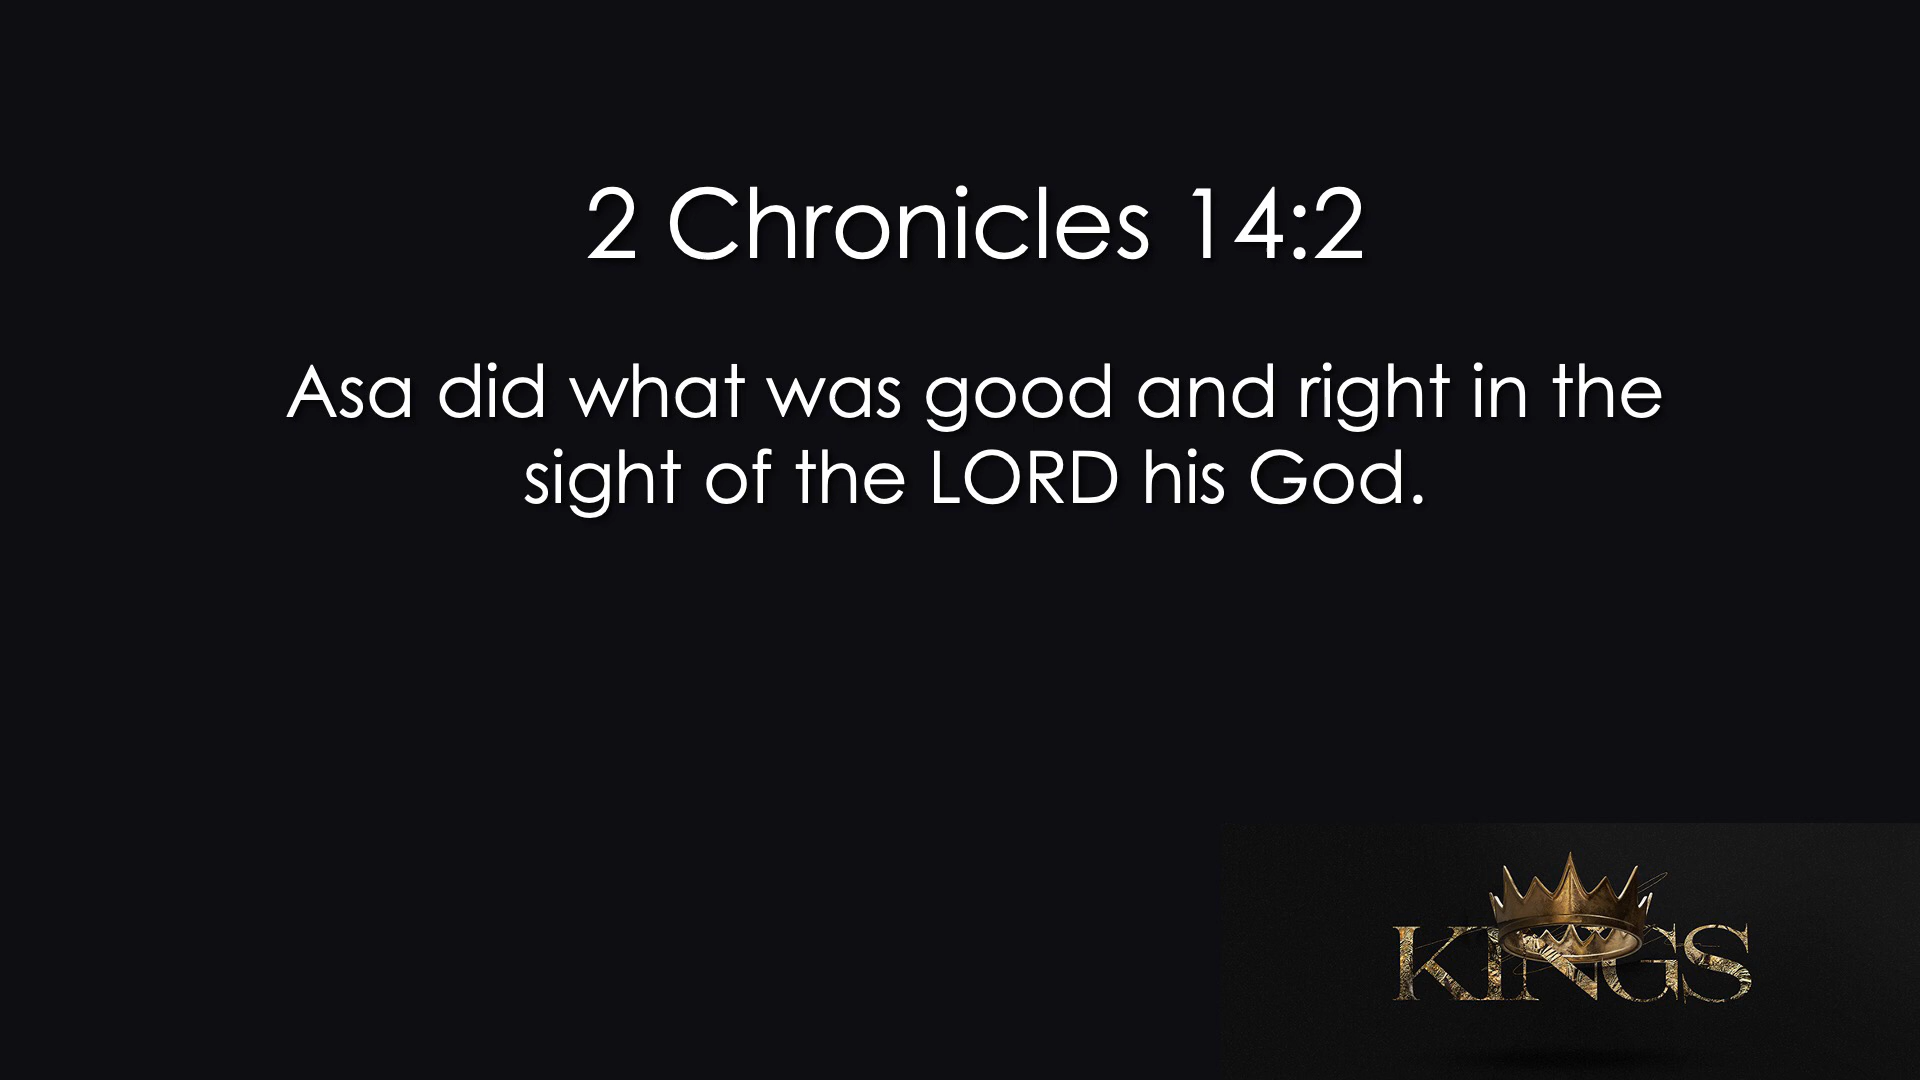 2 Chronicles 14:2
Asa did what was good and right in the
sight of the LORD his God.
KINGS